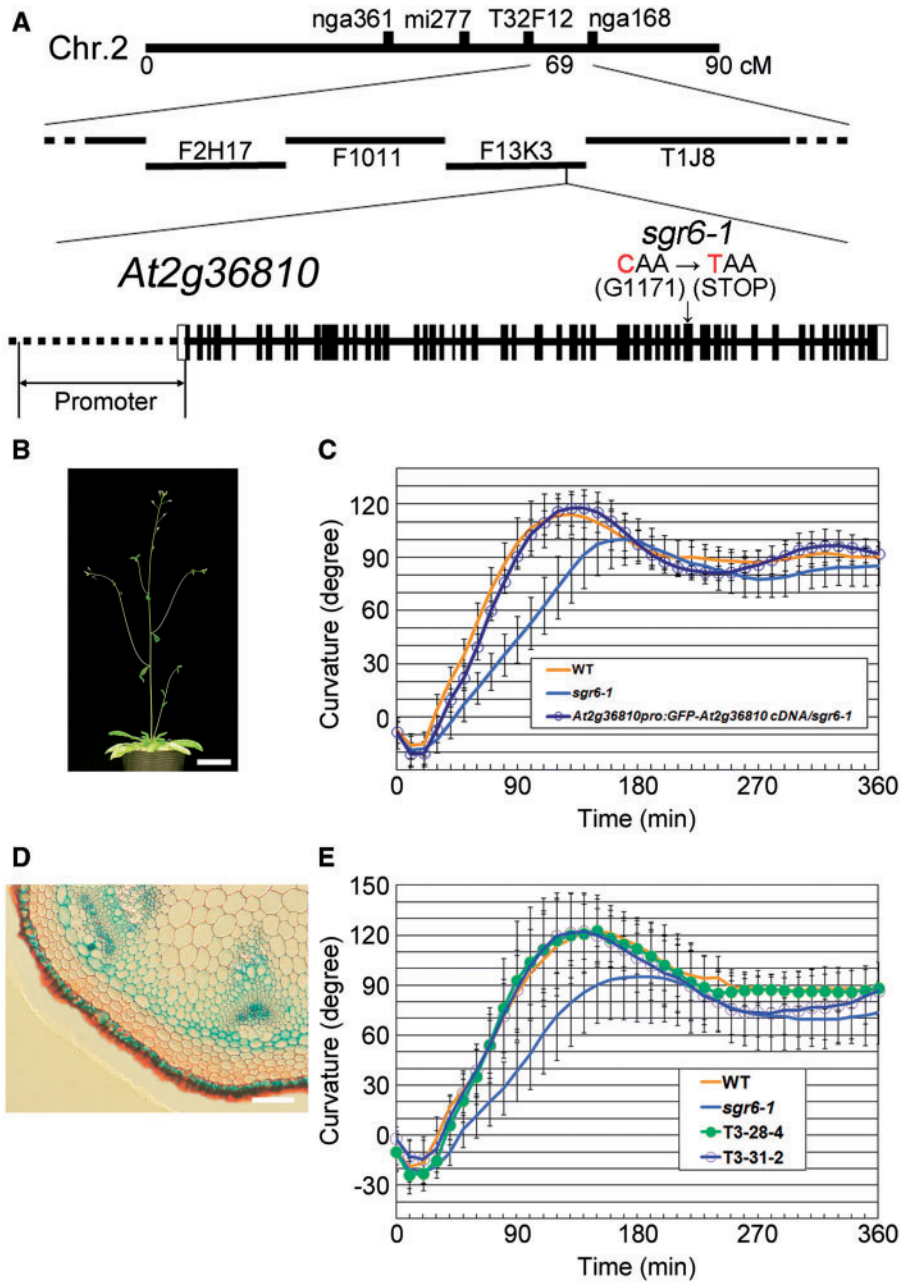 A
nga361 mi277 T32F12 nga168
Chr.2
0 69 90 cM
F2H17 F1011 F13K3 T1J8
sgr6-1
At2g36810
CAA → TAA
(G1171) (STOP)
Promoter
B
C
Curvature (degree)
120
90
60
30
0
WT
sgr6-1
At2g36810pro:GFP-At2g36810 cDNA/sgr6-1
0 90 180 270 360
Time (min)
D
E
Curvature (degree)
150
120
90
60
30
0
-30
WT
sgr6-1
T3-28-4
T3-31-2
0 90 180 270 360
Time (min)